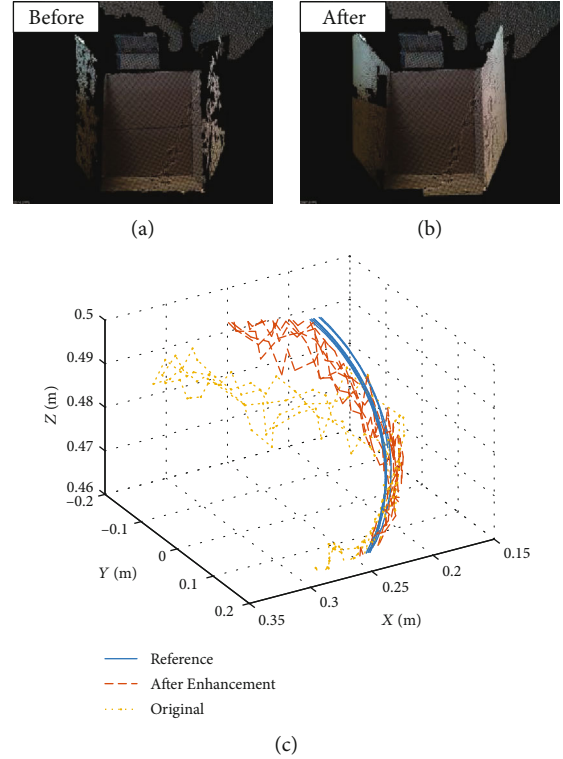 Before
After
(a)
(b)
0.5
0.49
0.48
0.47
0.46
Z (m)
−0.2
−0.1
0
0.1
0.2
Y (m)
0.35
0.3
0.25
0.2
0.15
X (m)
Reference
After Enhancement
Original
(c)